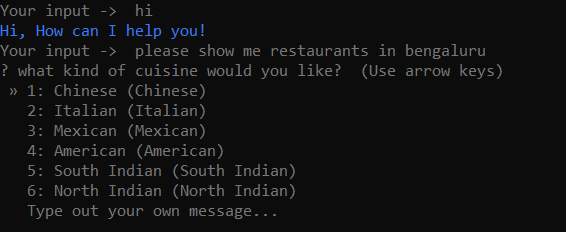 Your input ->  hi
Hi, How can I help you!
Your input ->  please show me restaurants in bengaluru
? what kind of cuisine would you like?  (Use arrow keys)
» 1: Chinese (Chinese)
2: Italian (Italian)
3: Mexican (Mexican)
4: American (American)
5: South Indian (South Indian)
6: North Indian (North Indian)
Type out your own message...